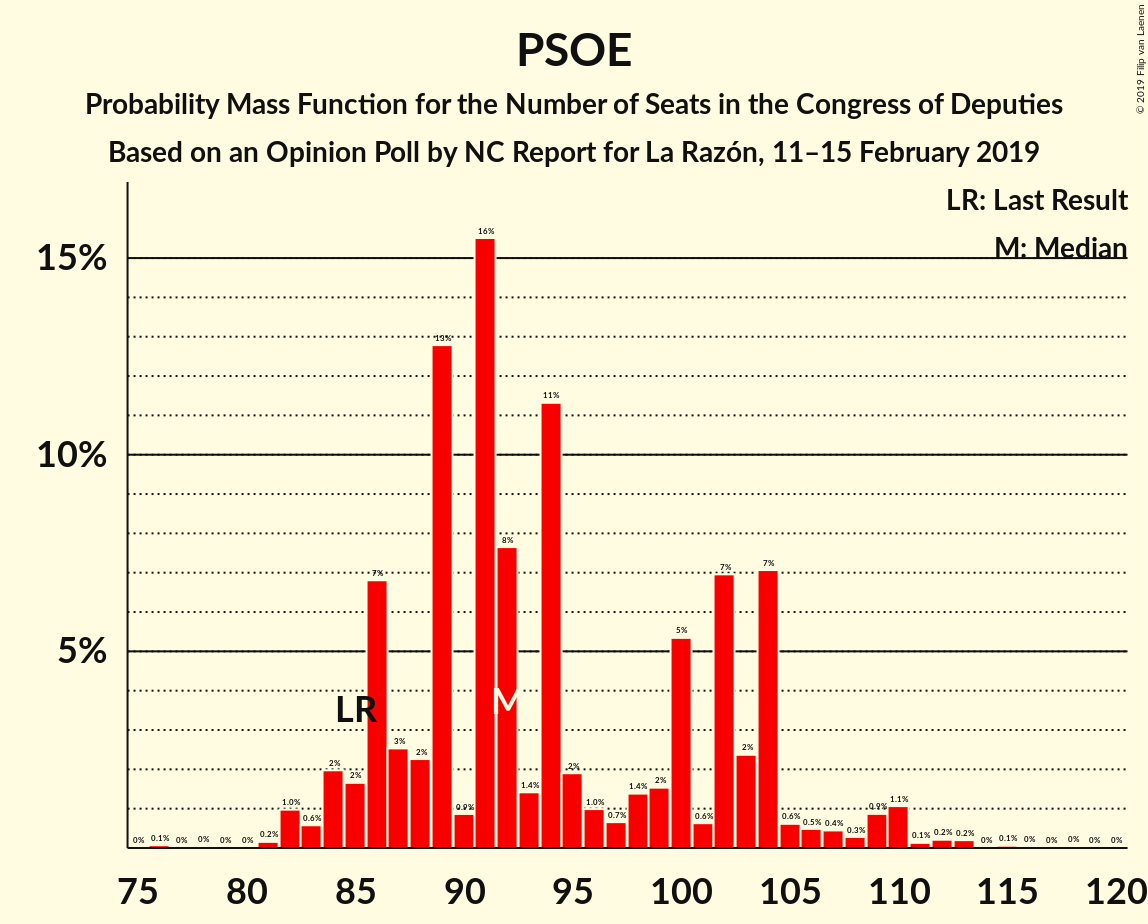 PSOE
Probability Mass Function for the Number of Seats in the Congress of Deputies
Based on an Opinion Poll by NC Report for La Razón, 11–15 February 2019
© 2019 Filip van Laenen
LR: Last Result
M: Median
15%
10%
5%
0% 0.1% 0% 0% 0% 0% 0.2% 1.0% 0.6% 2% 2% 7% 3% 2% 13% 0.9% 16% 8% 1.4% 11% 2% 1.0% 0.7% 1.4% 2% 5% 0.6% 7% 2% 7% 0.6% 0.5% 0.4% 0.3% 0.9% 1.1% 0.1% 0.2% 0.2% 0% 0.1% 0% 0% 0% 0% 0%
LR
M
75 80 85 90 95 100 105 110 115 120